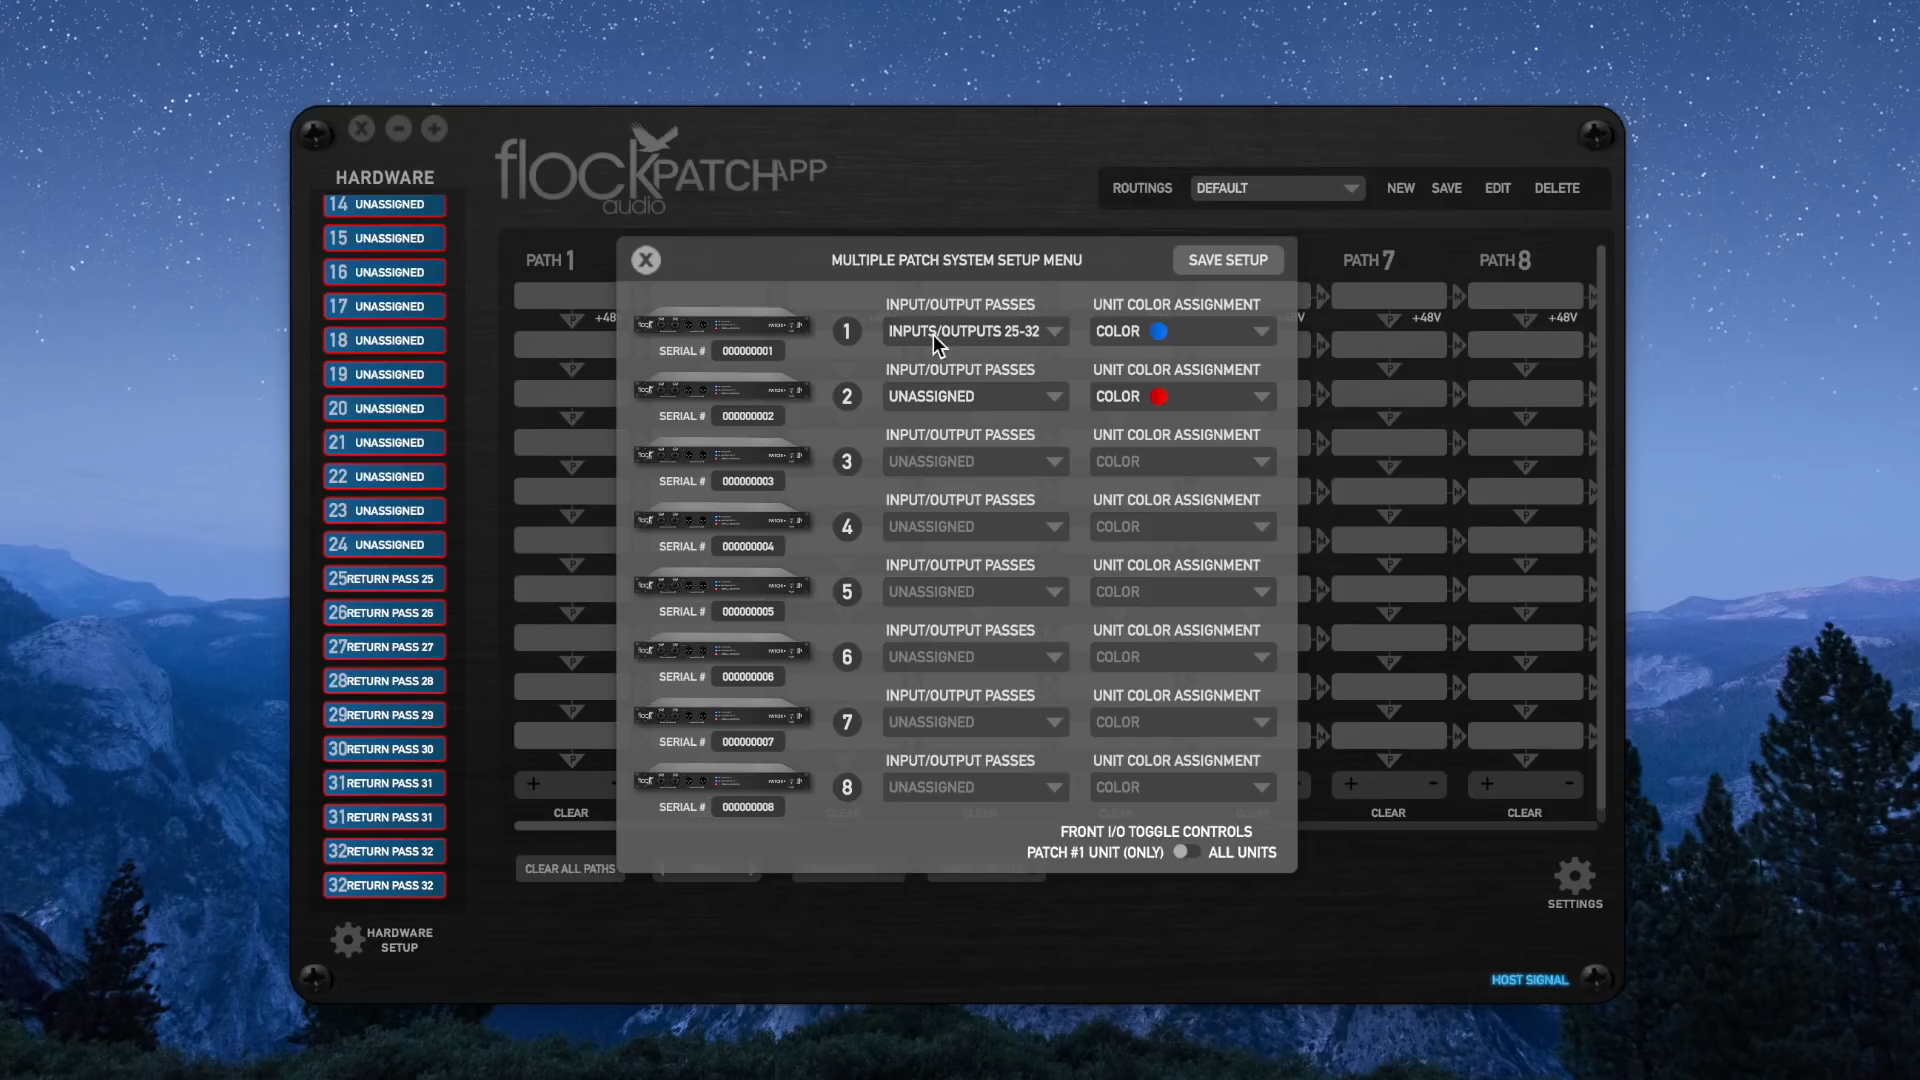 HARDWARE
14 UNASSIGNED
15 UNASSIGNED
16 UNASSIGNED
17 UNASSIGNED
18 UNASSIGNED
19 UNASSIGNED
20 UNASSIGNED
21 UNASSIGNED
22 UNASSIGNED
23 UNASSIGNED
24 UNASSIGNED
25 RETURN PASS 25
26 RETURN PASS 26
27 RETURN PASS 27
28 RETURN PASS 28
29 RETURN PASS 29
30 RETURN PASS 30
31 RETURN PASS 31
31 RETURN PASS 31
32 RETURN PASS 32
32 RETURN PASS 32
HARDWARE
SETUP
flock PATCH APP
audio
ROUTINGS DEFAULT NEW SAVE EDIT DELETE
PATH 1
PATH 7
PATH 8
+48V
+48V
+48V
MULTIPLE PATCH SYSTEM SETUP MENU
SAVE SETUP
INPUT/OUTPUT PASSES UNIT COLOR ASSIGNMENT
1 INPUTS/OUTPUTS 25-32 COLOR
SERIAL # 000000001
INPUT/OUTPUT PASSES UNIT COLOR ASSIGNMENT
2 UNASSIGNED COLOR
SERIAL # 000000002
INPUT/OUTPUT PASSES UNIT COLOR ASSIGNMENT
3 UNASSIGNED COLOR
SERIAL # 000000003
INPUT/OUTPUT PASSES UNIT COLOR ASSIGNMENT
4 UNASSIGNED COLOR
SERIAL # 000000004
INPUT/OUTPUT PASSES UNIT COLOR ASSIGNMENT
5 UNASSIGNED COLOR
SERIAL # 000000005
INPUT/OUTPUT PASSES UNIT COLOR ASSIGNMENT
6 UNASSIGNED COLOR
SERIAL # 000000006
INPUT/OUTPUT PASSES UNIT COLOR ASSIGNMENT
7 UNASSIGNED COLOR
SERIAL # 000000007
INPUT/OUTPUT PASSES UNIT COLOR ASSIGNMENT
8 UNASSIGNED COLOR
SERIAL # 000000008
FRONT I/O TOGGLE CONTROLS
PATCH #1 UNIT (ONLY) ALL UNITS
CLEAR
CLEAR
CLEAR
CLEAR ALL PATHS
SETTINGS
HOST SIGNAL